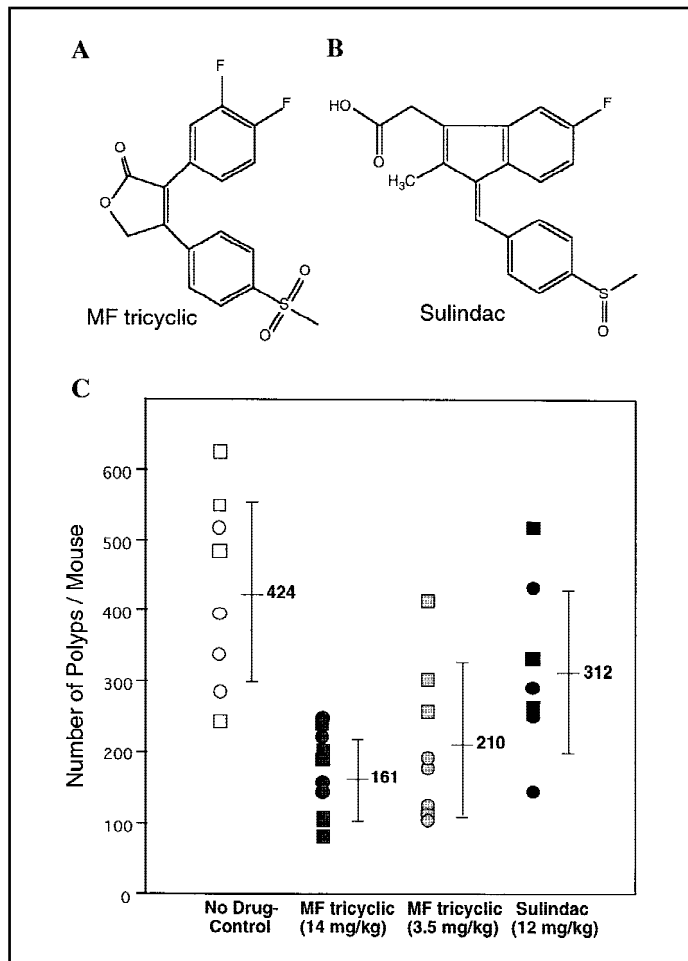 A
B
F
F
O
O
O
S
O
MF tricyclic
HO
O
F
H₃C
S
O
Sulindac
C
Number of Polyps / Mouse
600
500
400
300
200
100
0
424
161
210
312
No Drug-
Control
MF tricyclic
(14 mg/kg)
MF tricyclic
(3.5 mg/kg)
Sulindac
(12 mg/kg)